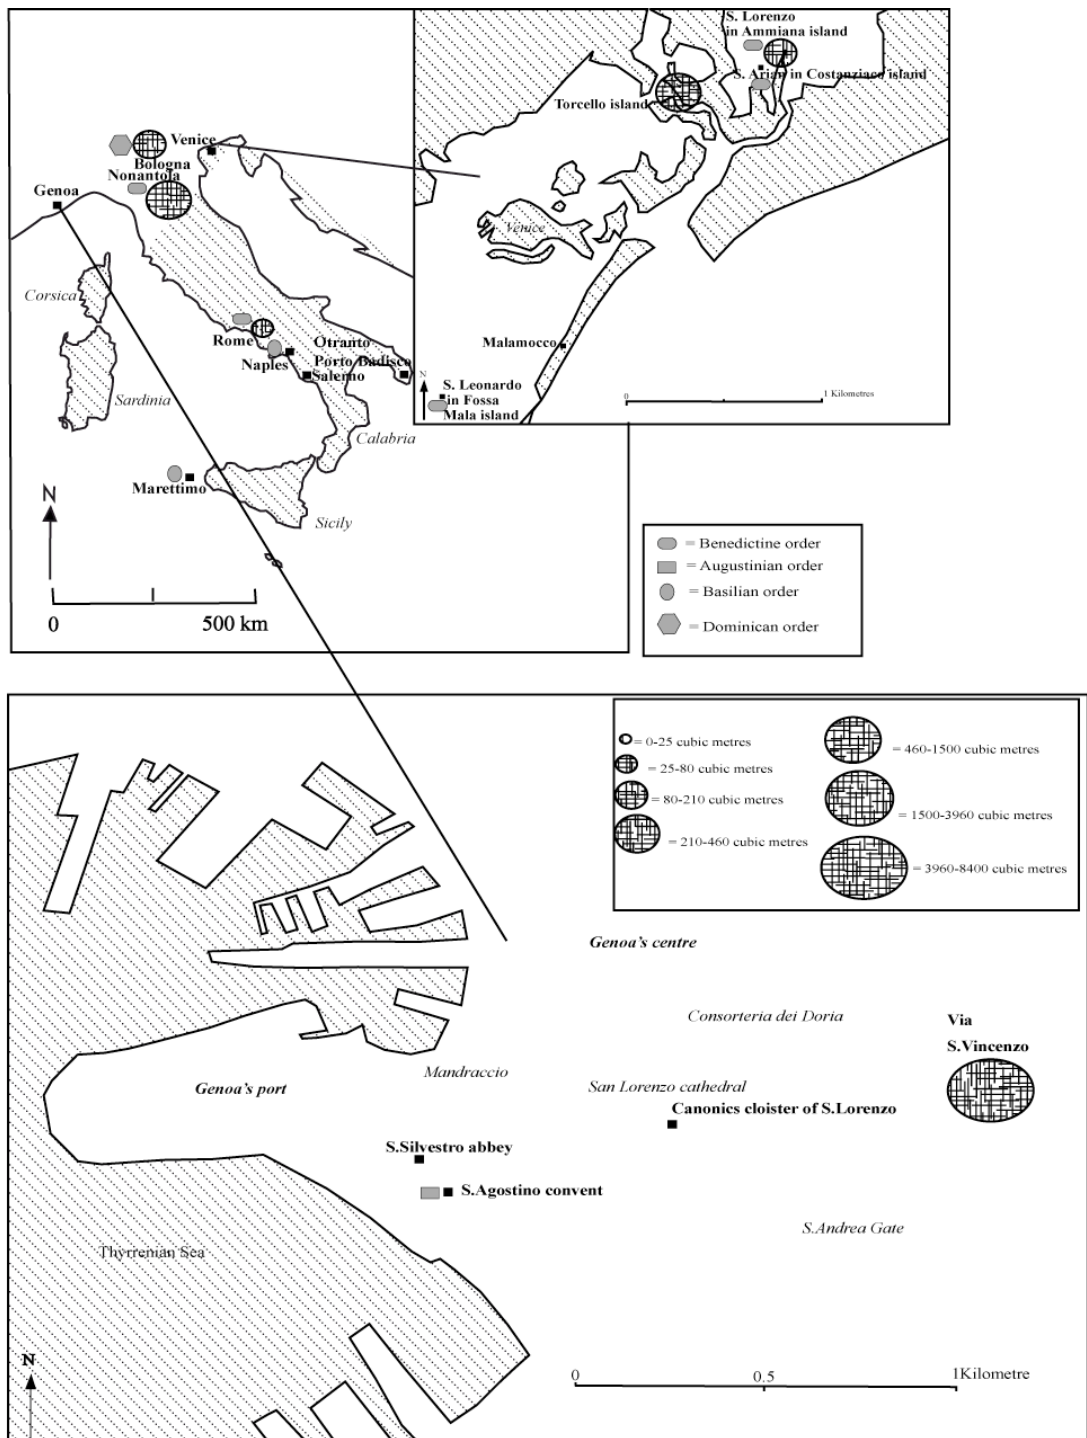 Venice
Bologna
Nonantola
Genoa
Corsica
Sardinia
Rome
Naples
Otranto
Porto Badisco
Salerno
Calabria
Marettimo
Sicily
N
0 500 km
S. Lorenzo
in Ammiana island
S. Arian in Costanziaco island
Torcello island
Venice
Malamocco
N
S. Leonardo
in Fossa
Mala island
0 1 Kilometres
= Benedictine order
= Augustinian order
= Basilian order
= Dominican order
= 0-25 cubic metres
= 25-80 cubic metres
= 80-210 cubic metres
= 210-460 cubic metres
= 460-1500 cubic metres
= 1500-3960 cubic metres
= 3960-8400 cubic metres
Genoa's centre
Consorteria dei Doria
Via
S.Vincenzo
Mandraccio
Genoa's port
San Lorenzo cathedral
Canonics cloister of S.Lorenzo
S.Silvestro abbey
S.Agostino convent
S.Andrea Gate
Thyrrenian Sea
N
0 0.5 1Kilometre